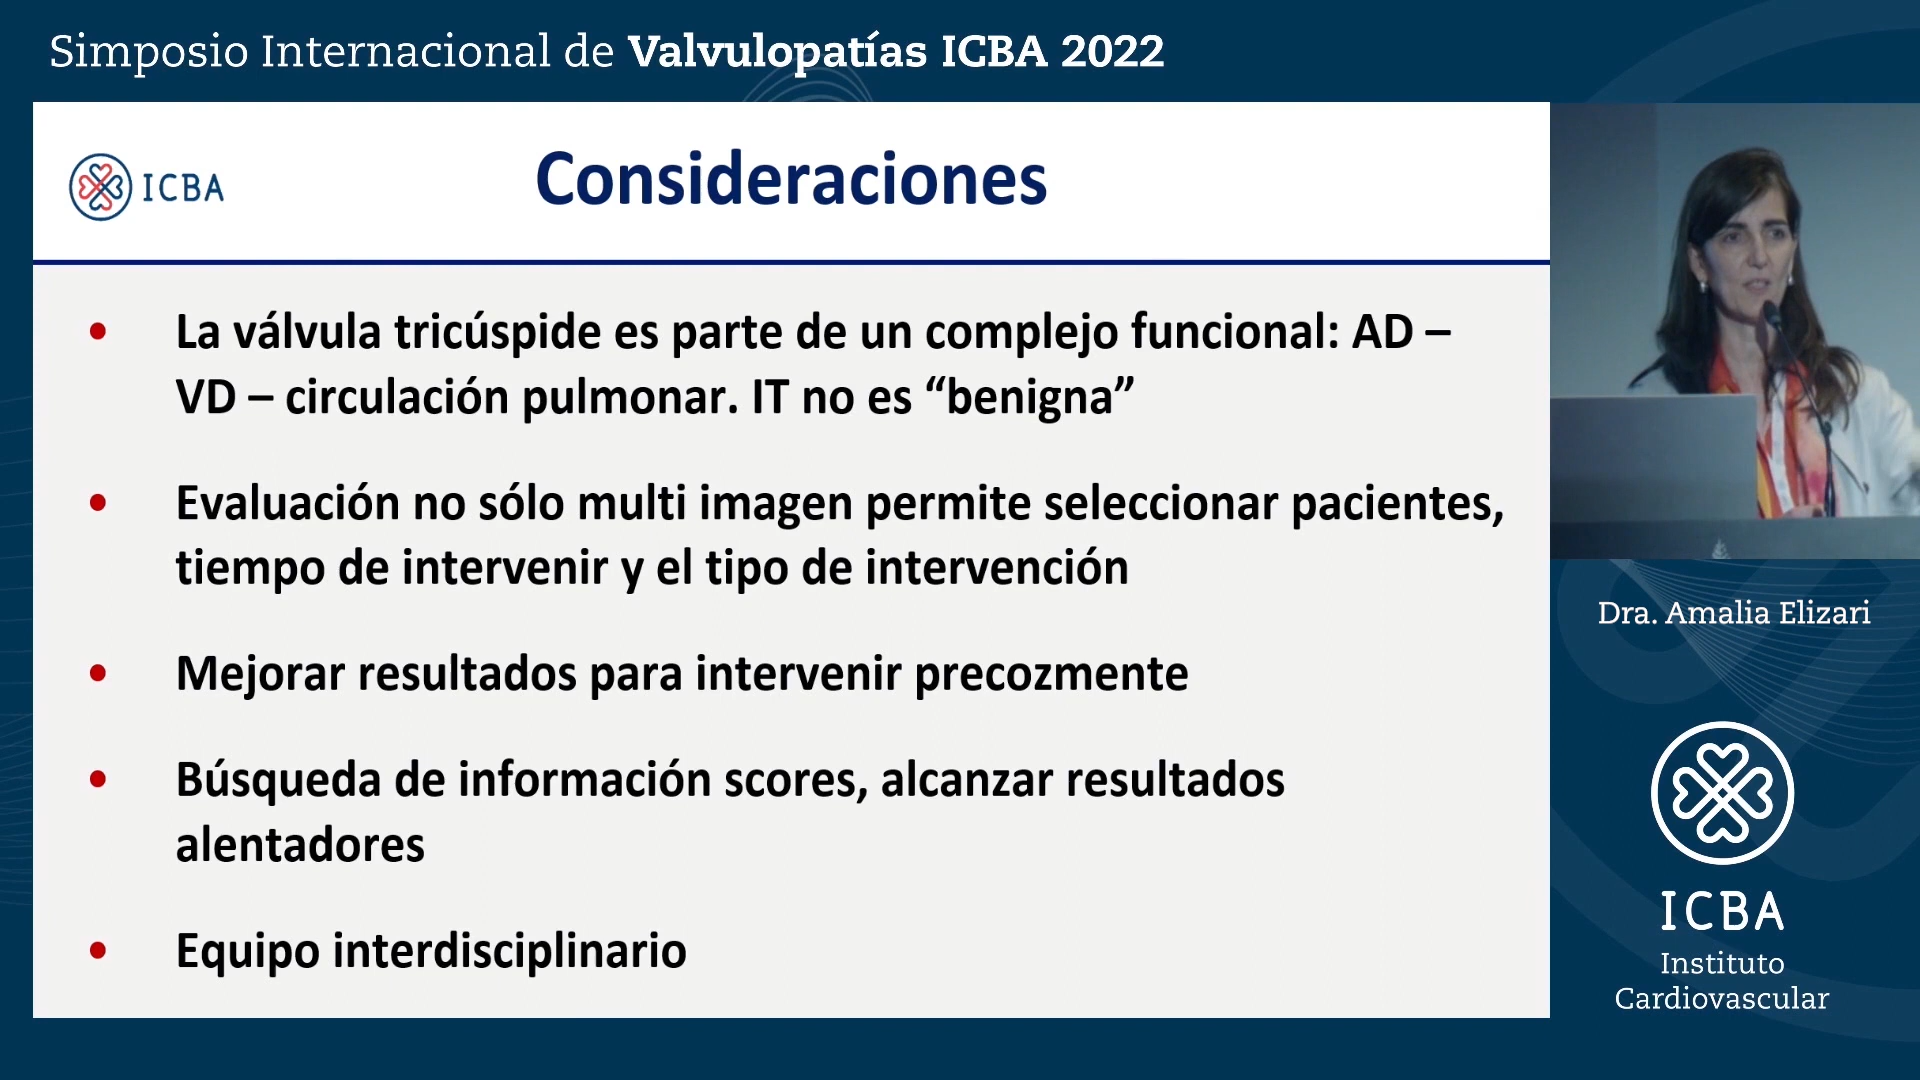 Simposio Internacional de Valvulopatías ICBA 2022
ICBA
Consideraciones
• La válvula tricúspide es parte de un complejo funcional: AD –
VD – circulación pulmonar. IT no es “benigna”
• Evaluación no sólo multi imagen permite seleccionar pacientes,
tiempo de intervenir y el tipo de intervención
• Mejorar resultados para intervenir precozmente
• Búsqueda de información scores, alcanzar resultados
alentadores
• Equipo interdisciplinario
Dra. Amalia Elizari
ICBA
Instituto
Cardiovascular